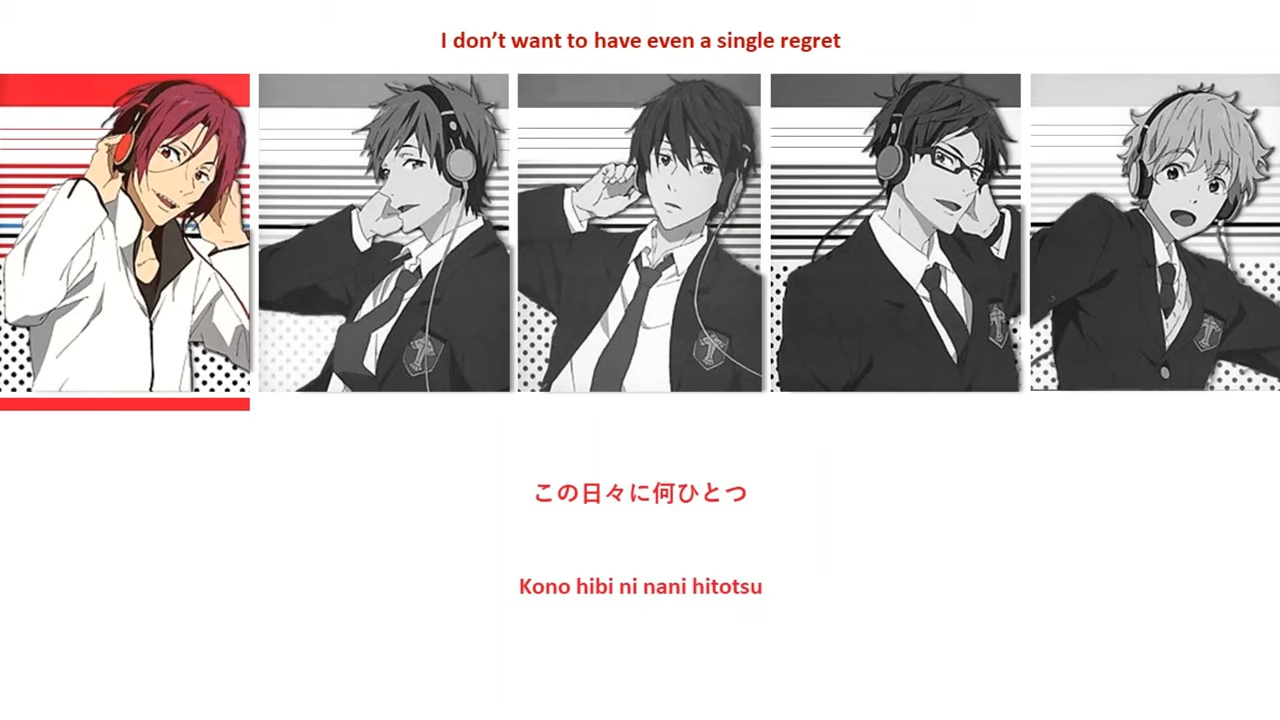 I don’t want to have even a single regret
この日々に何ひとつ
Kono hibi ni nani hitotsu